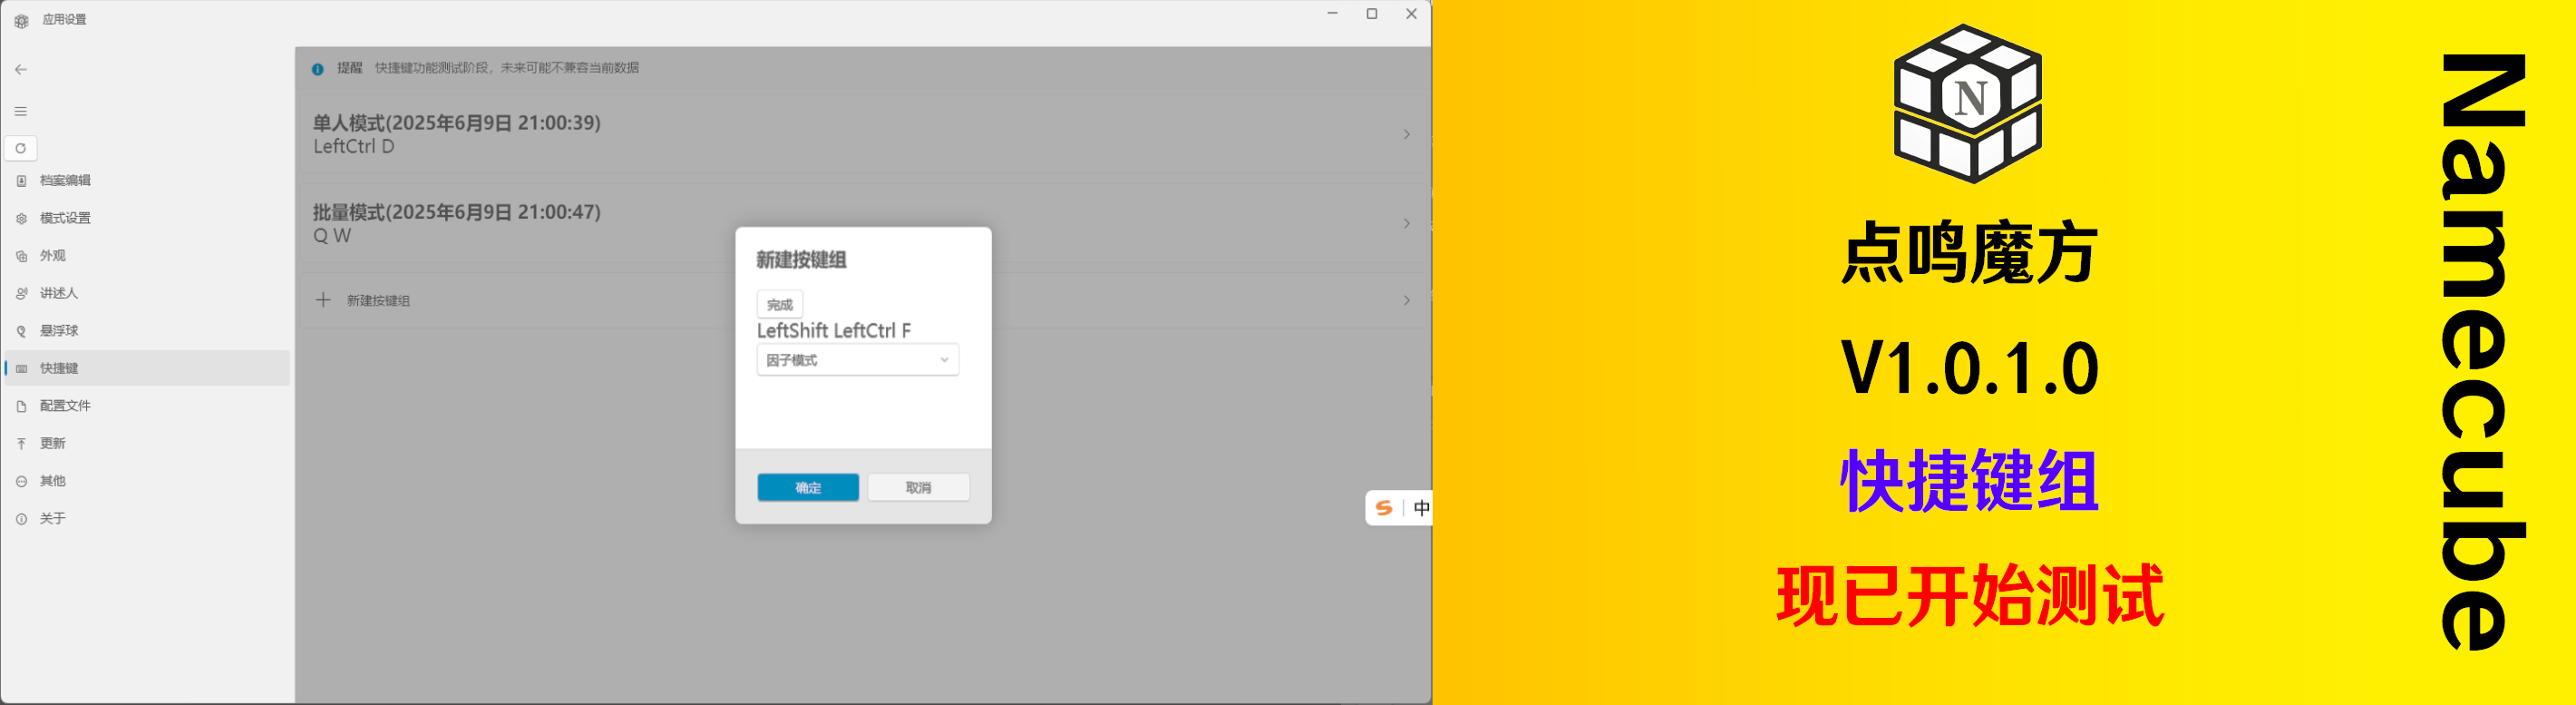 应用设置
档案编辑
模式设置
外观
讲述人
悬浮球
快捷键
配置文件
更新
其他
关于
提醒 快捷键功能测试阶段，未来可能不兼容当前数据
单人模式(2025年6月9日 21:00:39)
LeftCtrl D
批量模式(2025年6月9日 21:00:47)
Q W
新建按键组
新建按键组
完成
LeftShift LeftCtrl F
因子模式
确定 取消
S 中
N
点鸣魔方
V1.0.1.0
快捷键组
现已开始测试
Namecube